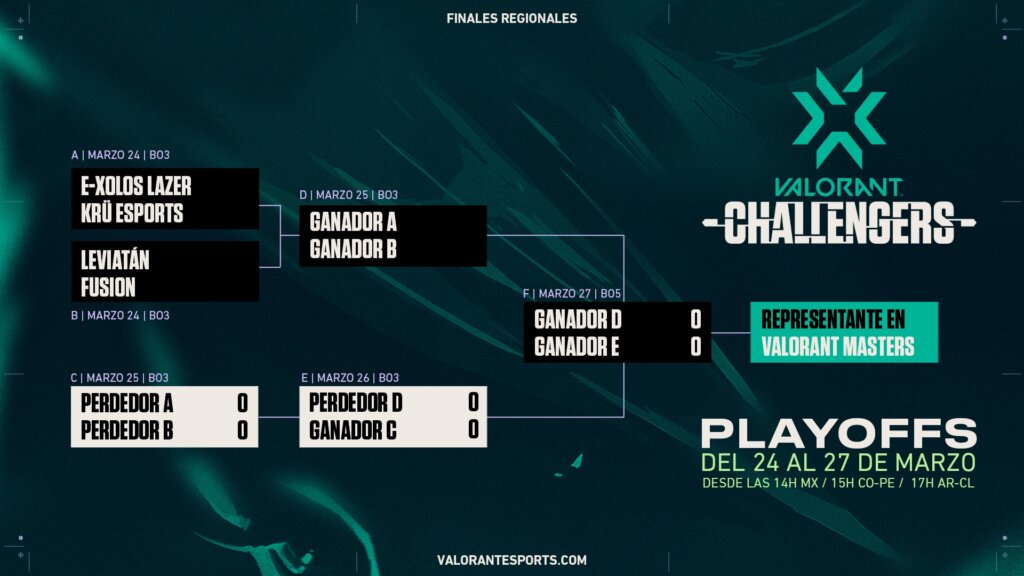 FINALES REGIONALES
A | MARZO 24 | BO3
E-XOLOS LAZER
KRÜ ESPORTS
LEVIATÁN
FUSION
B | MARZO 24 | BO3
D | MARZO 25 | BO3
GANADOR A
GANADOR B
C | MARZO 25 | BO3
PERDEDOR A 0
PERDEDOR B 0
E | MARZO 26 | BO3
PERDEDOR D 0
GANADOR C 0
F | MARZO 27 | BO5
GANADOR D 0
GANADOR E 0
REPRESENTANTE EN
VALORANT MASTERS
VALORANT
CHALLENGERS
PLAYOFFS
DEL 24 AL 27 DE MARZO
DESDE LAS 14H MX / 15H CO-PE / 17H AR-CL
VALORANTESPORTS.COM